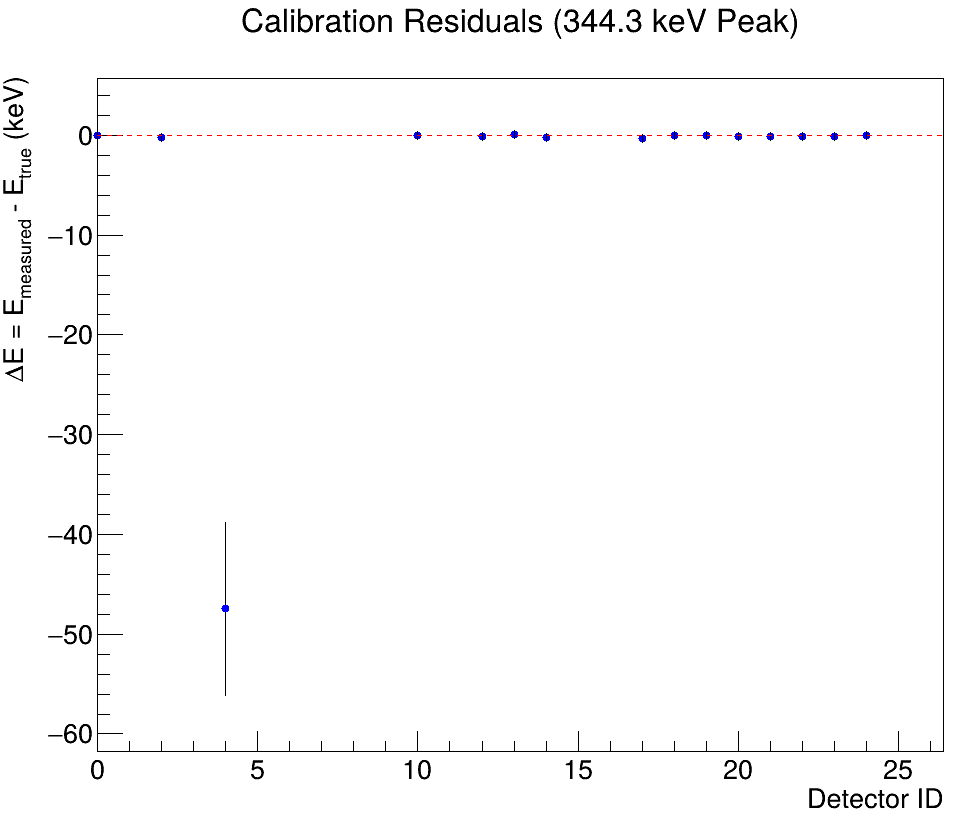 Calibration Residuals (344.3 keV Peak)
ΔE = E_measured - E_true (keV)
0
−10
−20
−30
−40
−50
−60
0 5 10 15 20 25
Detector ID